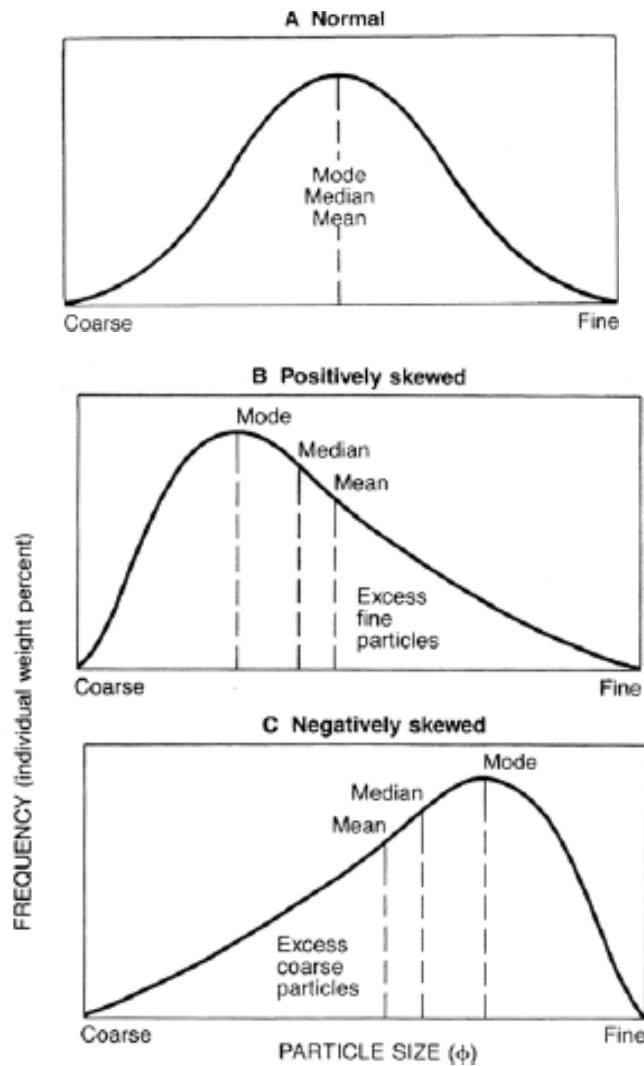 A Normal
Mode
Median
Mean
Coarse
Fine
B Positively skewed
Mode
Median
Mean
Excess
fine
particles
Coarse
Fine
C Negatively skewed
Mode
Median
Mean
Excess
coarse
particles
Coarse
Fine
PARTICLE SIZE (ϕ)
FREQUENCY (individual weight percent)